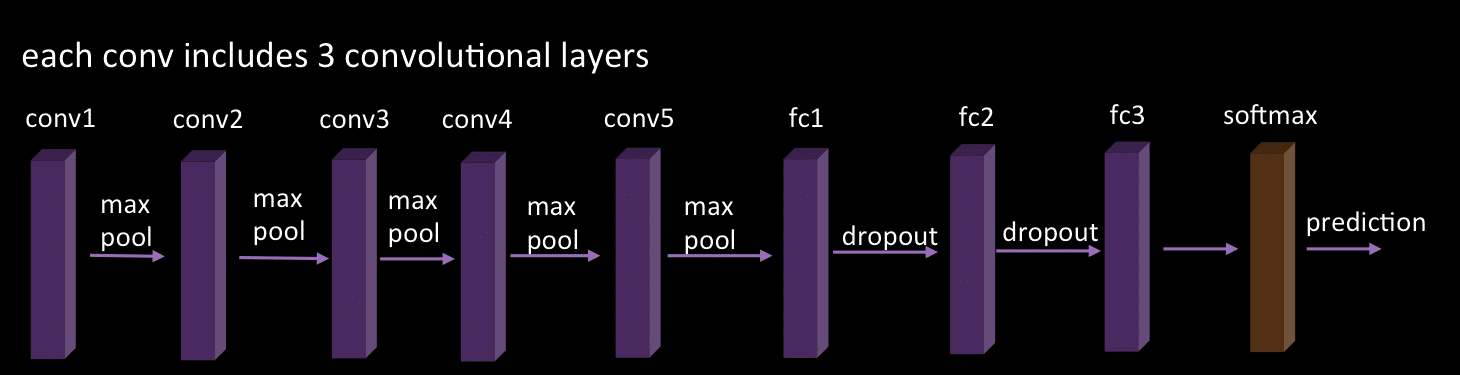 each conv includes 3 convolutional layers
conv1
conv2
conv3
conv4
conv5
fc1
fc2
fc3
softmax
max
pool
max
pool
max
pool
max
pool
max
pool
dropout
dropout
prediction